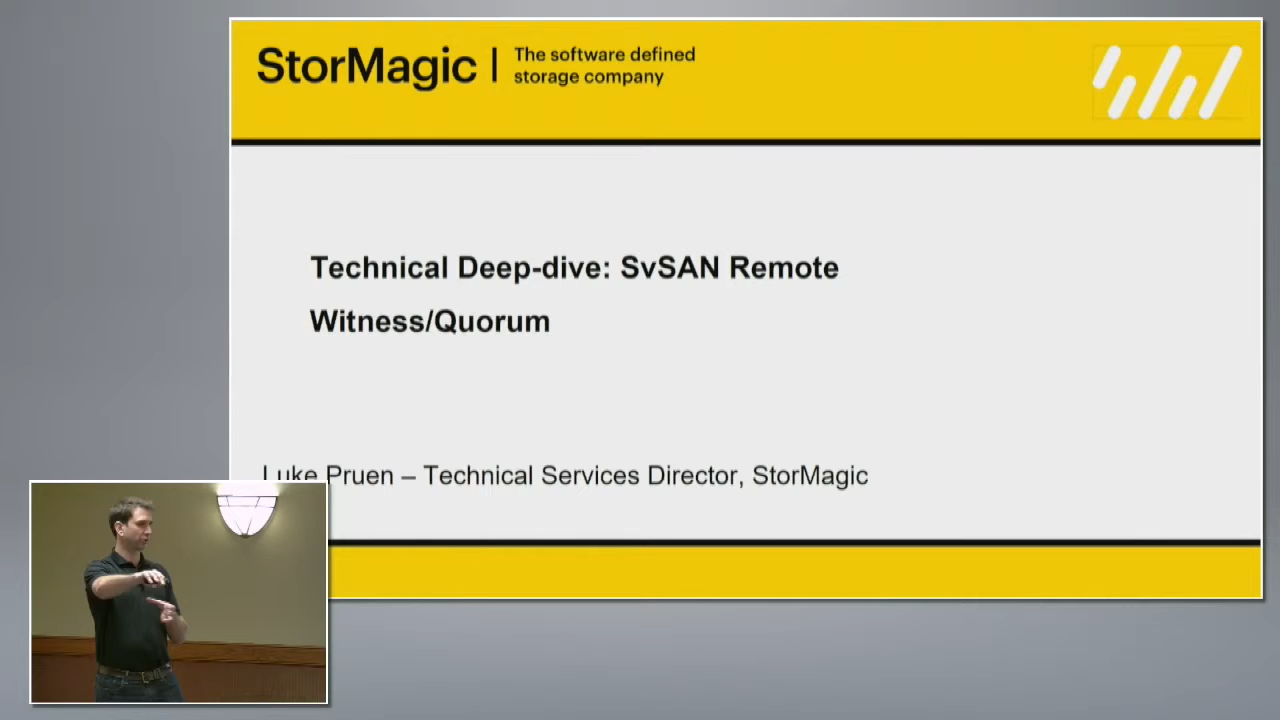 StorMagic | The software defined
storage company
Technical Deep-dive: SvSAN Remote
Witness/Quorum
Luke Pruen – Technical Services Director, StorMagic